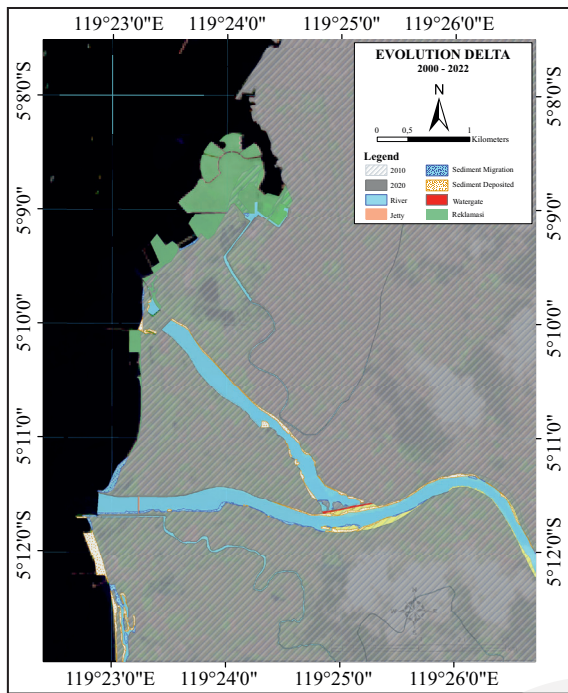 119°23'0"E 119°24'0"E 119°25'0"E 119°26'0"E
EVOLUTION DELTA
2000 - 2022
N
0 0,5 1
Kilometers
Legend
2010
2020
River
Jetty
Sediment Migration
Sediment Deposited
Watergate
Reklamasi
5°8'0"S 5°8'0"S
5°9'0"S 5°9'0"S
5°10'0"S 5°10'0"S
5°11'0"S 5°11'0"S
5°12'0"S 5°12'0"S
119°23'0"E 119°24'0"E 119°25'0"E 119°26'0"E